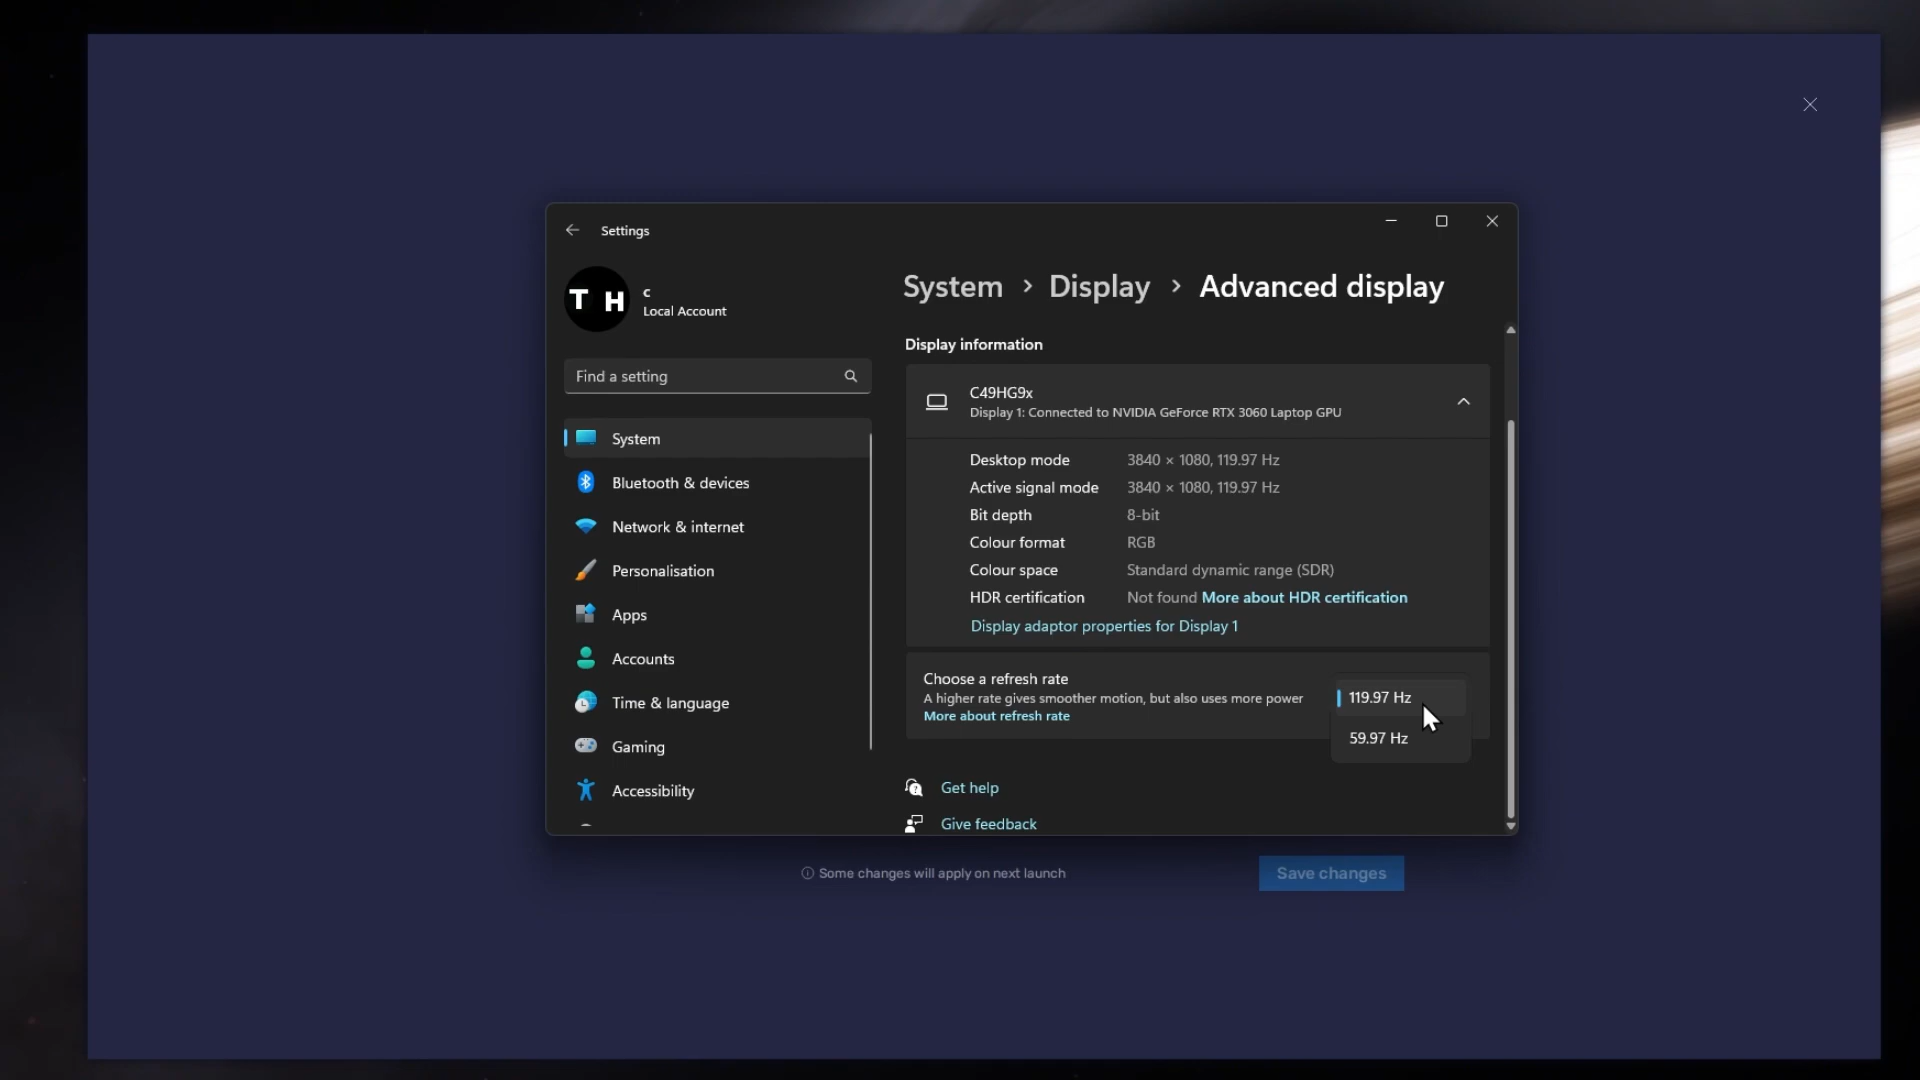 Settings
T H
c
Local Account
Find a setting
System
Bluetooth & devices
Network & internet
Personalisation
Apps
Accounts
Time & language
Gaming
Accessibility
System > Display > Advanced display
Display information
C49HG9x
Display 1: Connected to NVIDIA GeForce RTX 3060 Laptop GPU
Desktop mode 3840 × 1080, 119.97 Hz
Active signal mode 3840 × 1080, 119.97 Hz
Bit depth 8-bit
Colour format RGB
Colour space Standard dynamic range (SDR)
HDR certification Not found More about HDR certification
Display adaptor properties for Display 1
Choose a refresh rate
A higher rate gives smoother motion, but also uses more power
More about refresh rate
119.97 Hz
59.97 Hz
Get help
Give feedback
Some changes will apply on next launch
Save changes